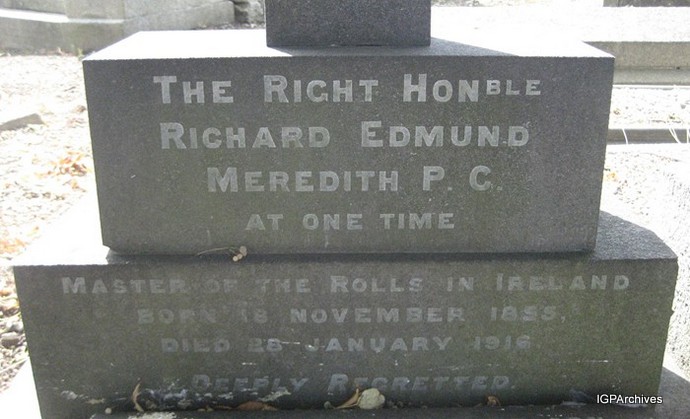 THE RIGHT HONBLE
RICHARD EDMUND
MEREDITH P. C.
AT ONE TIME
MASTER OF THE ROLLS IN IRELAND
BORN 18 NOVEMBER 1855,
DIED 28 JANUARY 1916
DEEPLY REGRETTED.
IGPArchives